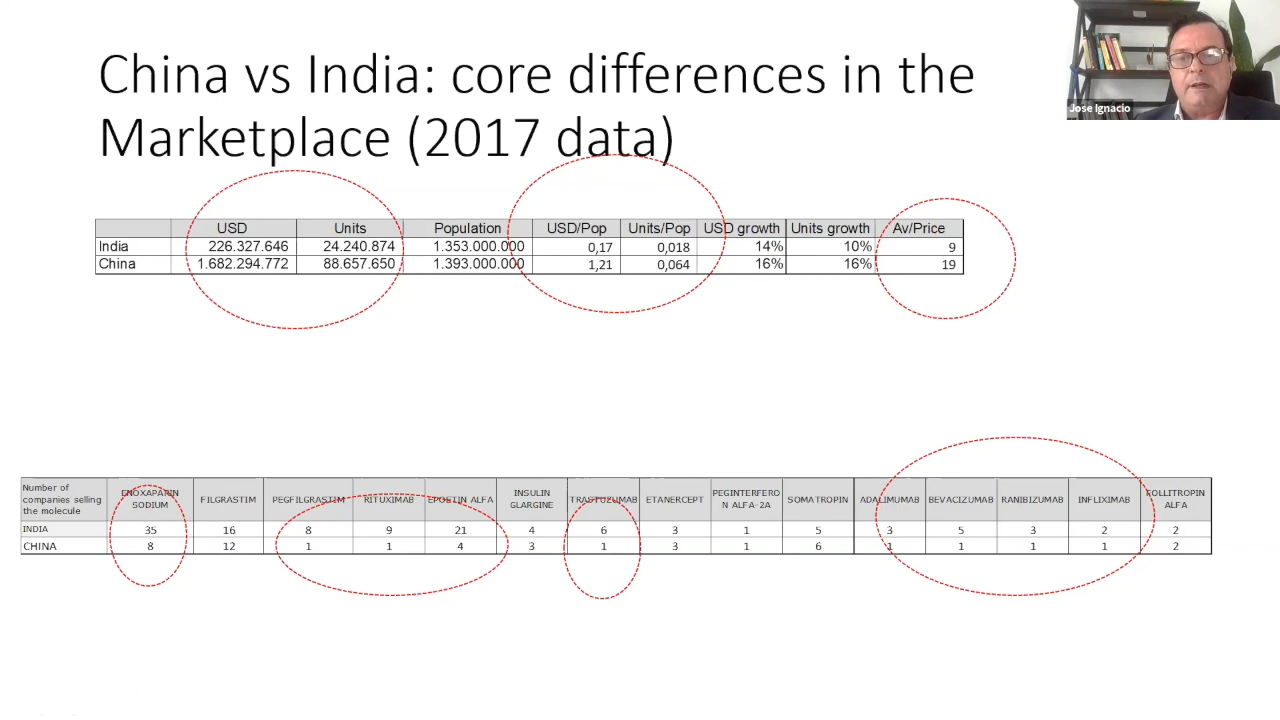 China vs India: core differences in the
Marketplace (2017 data)
Jose Ignacio
USD Units Population USD/Pop Units/Pop USD growth Units growth Av/Price
India 226.327.646 24.240.874 1.353.000.000 0,17 0,018 14% 10% 9
China 1.682.294.772 88.657.650 1.393.000.000 1,21 0,064 16% 16% 19
Number of companies selling the molecule ENOXAPARIN SODIUM FILGRASTIM PEGFILGRASTIM RITUXIMAB EPOETIN ALFA INSULIN GLARGINE TRASTUZUMAB ETANERCEPT PEGINTERFERO N ALFA-2A SOMATROPIN ADALIMUMAB BEVACIZUMAB RANIBIZUMAB INFLIXIMAB FOLLITROPIN ALFA
INDIA 35 16 8 9 21 4 6 3 1 5 3 5 3 2 2
CHINA 8 12 1 1 4 3 1 3 1 6 1 1 1 1 2